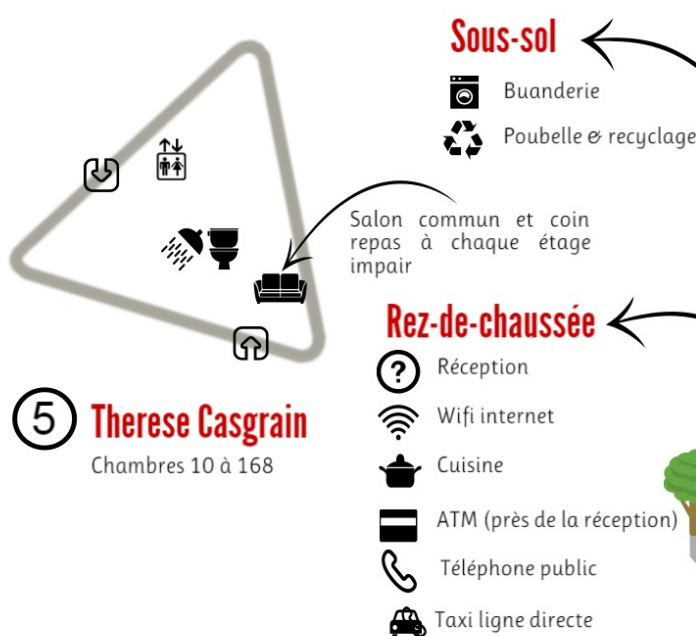 Sous-sol
Buanderie
Poubelle & recyclage
Salon commun et coin
repas à chaque étage
impair
Rez-de-chaussée
?
Réception
Wifi internet
Cuisine
ATM (près de la réception)
Téléphone public
Taxi ligne directe
5 Therese Casgrain
Chambres 10 à 168